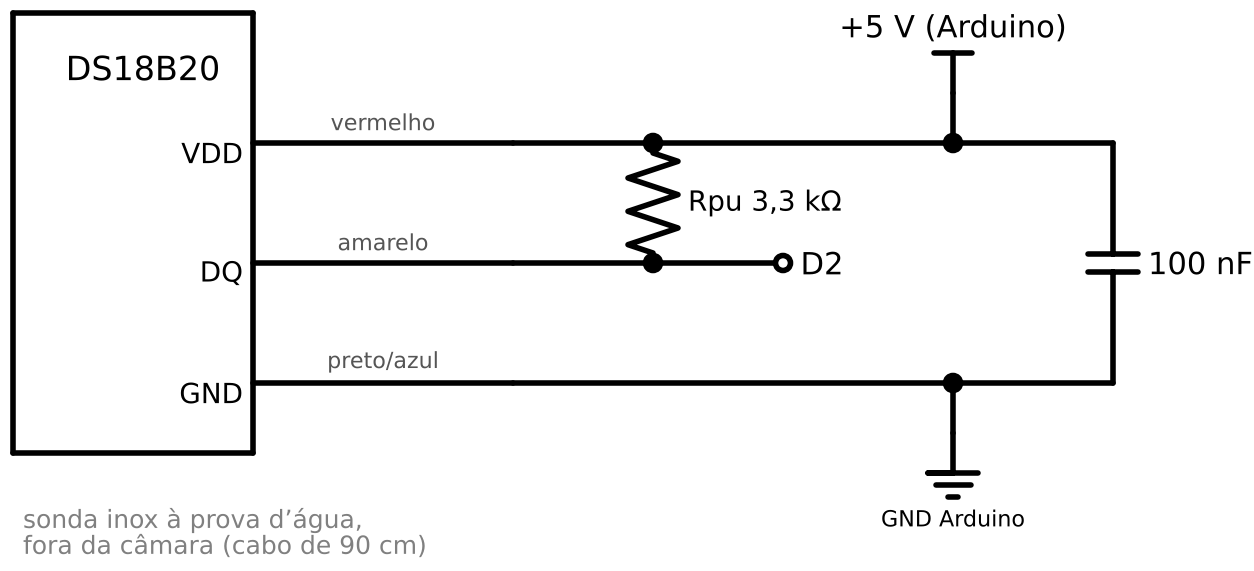 +5 V (Arduino)
DS18B20
vermelho
VDD
Rpu 3,3 kΩ
amarelo
DQ
D2
100 nF
preto/azul
GND
GND Arduino
sonda inox à prova d’água,
fora da câmara (cabo de 90 cm)